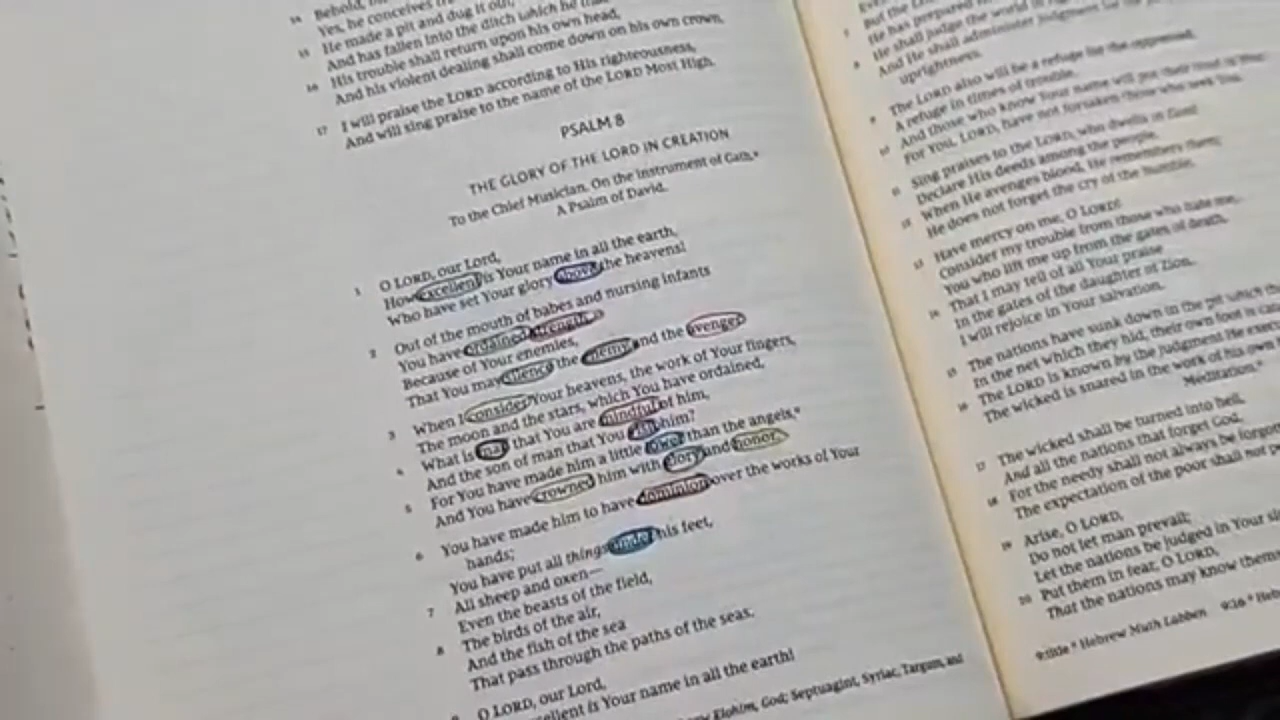 14 Behold,
Yes, he conceives
15 He made a pit and dug it out,
And has fallen into the ditch which he
16 His trouble shall return upon his own head,
And his violent dealing shall come down on his own crown.
17 I will praise the LORD according to His righteousness,
And will sing praise to the name of the LORD Most High.
PSALM 8
THE GLORY OF THE LORD IN CREATION
To the Chief Musician. On the instrument of Gath.*
A Psalm of David.
1 O LORD, our Lord,
How excellent is Your name in all the earth,
Who have set Your glory above the heavens!
2 Out of the mouth of babes and nursing infants
You have ordained strength,
Because of Your enemies,
That You may silence the enemy and the avenger.
3 When I consider Your heavens, the work of Your fingers,
The moon and the stars, which You have ordained,
4 What is man that You are mindful of him,
And the son of man that You visit him?
5 For You have made him a little lower than the angels,*
And You have crowned him with glory and honor.
6 You have made him to have dominion over the works of Your
hands;
You have put all things under his feet,
7 All sheep and oxen—
Even the beasts of the field,
8 The birds of the air,
And the fish of the sea
That pass through the paths of the seas.
9 O LORD, our Lord,
excellent is Your name in all the earth!
Elohim, God; Septuagint, Syriac, Targum, and
put the
7 He has prepared
8 He shall judge the world in
And He shall administer judgment for the
uprightness.
9 The LORD also will be a refuge for the oppressed,
A refuge in times of trouble.
10 And those who know Your name will put their trust in You;
For You, LORD, have not forsaken those who seek You.
11 Sing praises to the LORD, who dwells in Zion!
Declare His deeds among the people.
12 When He avenges blood, He remembers them;
He does not forget the cry of the humble.
13 Have mercy on me, O LORD!
Consider my trouble from those who hate me,
You who lift me up from the gates of death,
14 That I may tell of all Your praise
In the gates of the daughter of Zion.
I will rejoice in Your salvation.
15 The nations have sunk down in the pit which
In the net which they hid, their own foot is
16 The LORD is known by the judgment He
The wicked is snared in the work of his own
Meditation.*
17 The wicked shall be turned into hell,
And all the nations that forget God.
18 For the needy shall not always be
The expectation of the poor shall not
19 Arise, O LORD,
Do not let man prevail;
Let the nations be judged in Your
20 Put them in fear, O LORD,
That the nations may know
9:title * Hebrew Muth Labben 9:16 *